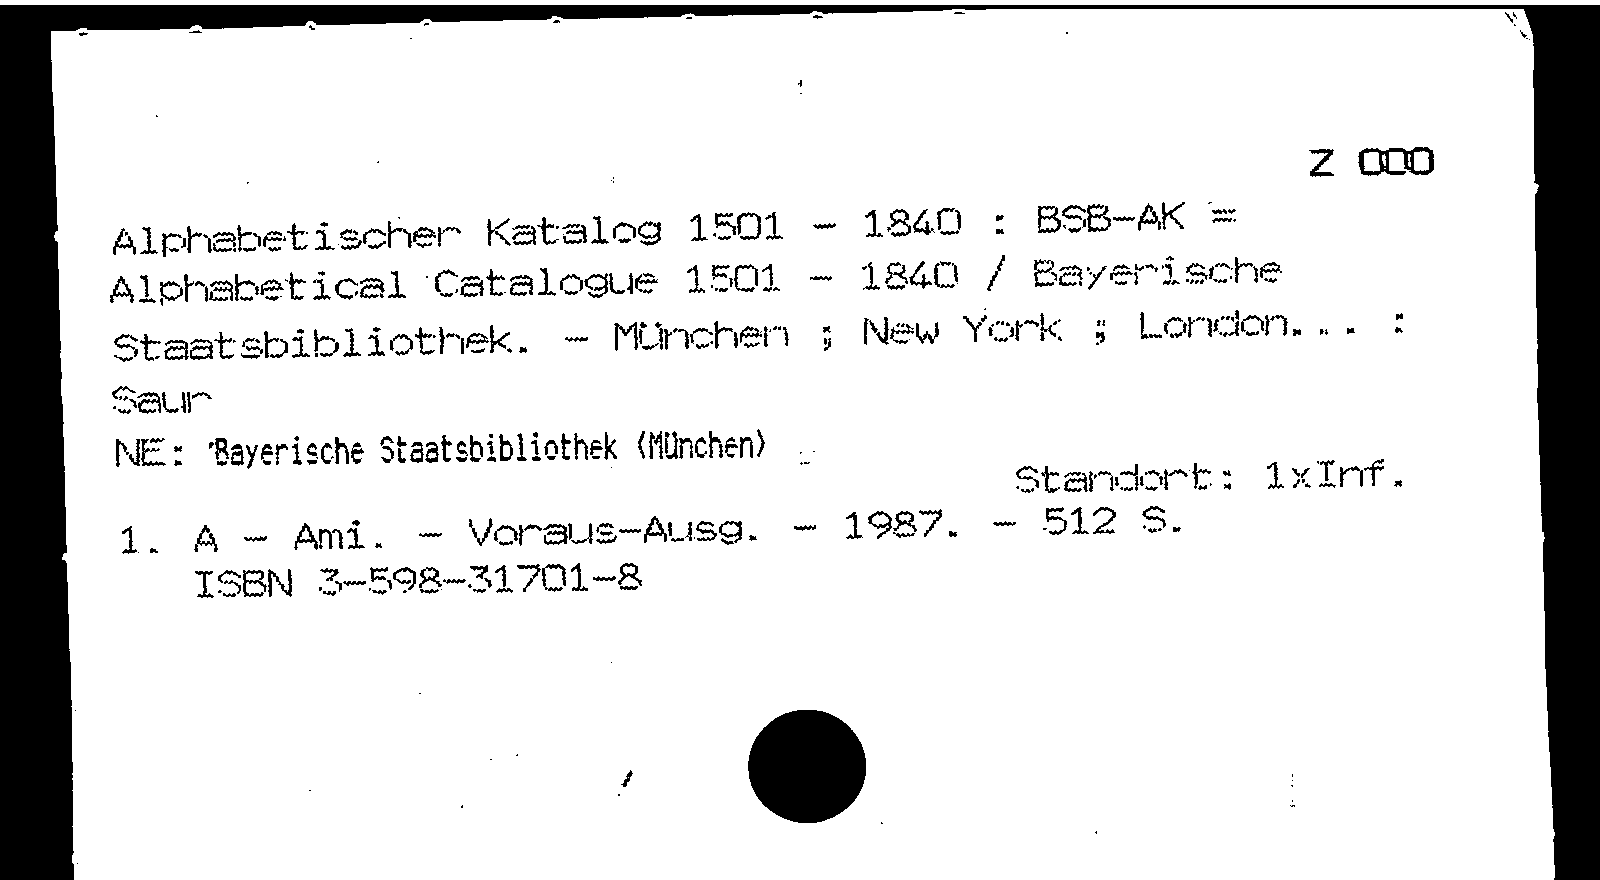 Z 000
Alphabetischer Katalog 1501 - 1840 : BSB-AK =
Alphabetical Catalogue 1501 - 1840 / Bayerische
Staatsbibliothek. - München ; New York ; London... :
Saur
NE: Bayerische Staatsbibliothek (München)
Standort: 1xInf.
1. A - Ami. - Voraus-Ausg. - 1987. - 512 S.
ISBN 3-598-31701-8